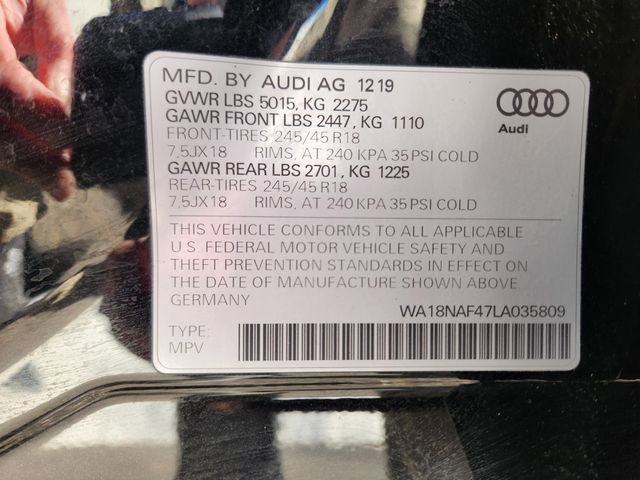 MFD. BY AUDI AG 1219
GVWR LBS 5015, KG 2275
GAWR FRONT LBS 2447, KG 1110
FRONT-TIRES 245/45 R18
7,5JX18 RIMS, AT 240 KPA 35 PSI COLD
GAWR REAR LBS 2701, KG 1225
REAR-TIRES 245/45 R18
7,5JX18 RIMS, AT 240 KPA 35 PSI COLD
Audi
THIS VEHICLE CONFORMS TO ALL APPLICABLE
U.S. FEDERAL MOTOR VEHICLE SAFETY AND
THEFT PREVENTION STANDARDS IN EFFECT ON
THE DATE OF MANUFACTURE SHOWN ABOVE.
GERMANY
WA18NAF47LA035809
TYPE:
MPV